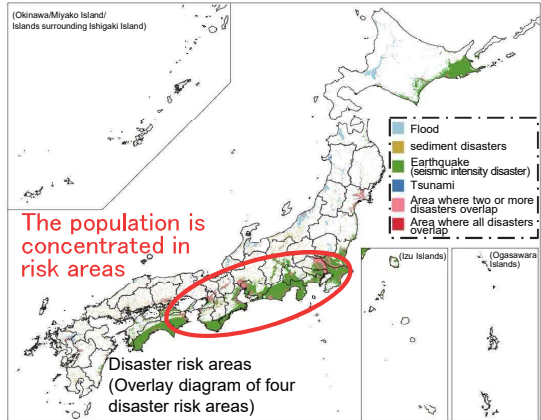 (Okinawa/Miyako Island/
Islands surrounding Ishigaki Island)
Flood
sediment disasters
Earthquake
(seismic intensity disaster)
Tsunami
Area where two or more
disasters overlap
Area where all disasters
overlap
The population is
concentrated in
risk areas
(Izu Islands)
(Ogasawara
Islands)
Disaster risk areas
(Overlay diagram of four
disaster risk areas)